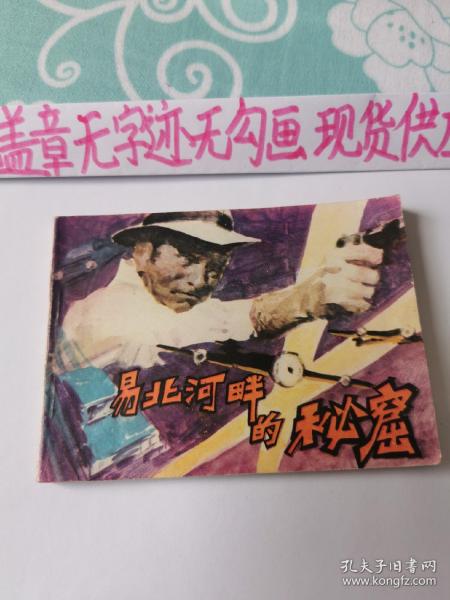 盖章无字迹无勾画 现货供应
易北河畔
的 秘窟
孔夫子旧书网
www.kongfz.com